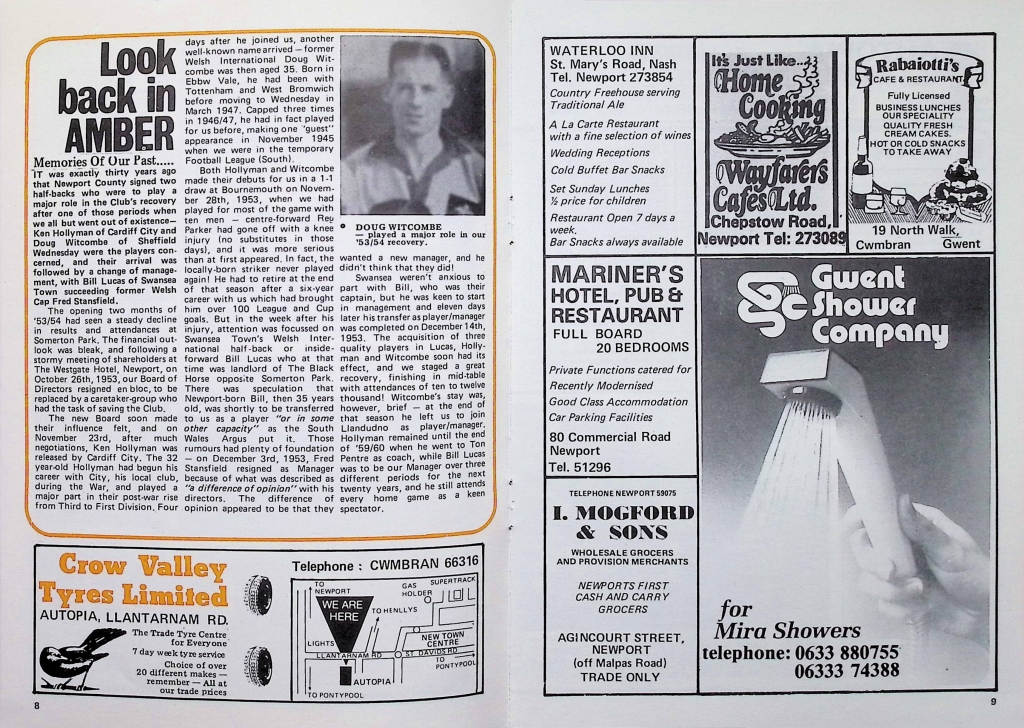 Look
back in
AMBER
Memories Of Our Past.....
IT was exactly thirty years ago
that Newport County signed two
half-backs who were to play a
major role in the Club's recovery
after one of those periods when
we all but went out of existence—
Ken Hollyman of Cardiff City and
Doug Witcombe of Sheffield
Wednesday were the players con-
cerned, and their arrival was
followed by a change of manage-
ment, with Bill Lucas of Swansea
Town succeeding former Welsh
Cap Fred Stansfield.
The opening two months of
'53/54 had seen a steady decline
in results and attendances at
Somerton Park. The financial out-
look was bleak, and following a
stormy meeting of shareholders at
The Westgate Hotel, Newport, on
October 26th, 1953, our Board of
Directors resigned en bloc, to be
replaced by a caretaker-group who
had the task of saving the Club.
The new Board soon made
their influence felt, and on
November 23rd, after much
negotiations, Ken Hollyman was
released by Cardiff City. The 32
year-old Hollyman had begun his
career with City, his local club,
during the War, and played a
major part in their post-war rise
from Third to First Division. Four
days after he joined us, another
well-known name arrived — former
Welsh International Doug Wit-
combe was then aged 35. Born in
Ebbw Vale, he had been with
Tottenham and West Bromwich
before moving to Wednesday in
March 1947. Capped three times
in 1946/47, he had in fact played
for us before, making one "guest"
appearance in November 1945
when we were in the temporary
Football League (South).
Both Hollyman and Witcombe
made their debuts for us in a 1-1
draw at Bournemouth on Novem-
ber 28th, 1953, when we had
played for most of the game with
ten men — centre-forward Reg
Parker had gone off with a knee
injury (no substitutes in those
days), and it was more serious
than at first appeared. In fact, the
locally-born striker never played
again! He had to retire at the end
of that season after a six-year
career with us which had brought
him over 100 League and Cup
goals. But in the week after his
injury, attention was focussed on
Swansea Town's Welsh Inter-
national half-back or inside-
forward Bill Lucas who at that
time was landlord of The Black
Horse opposite Somerton Park.
There was speculation that
Newport-born Bill, then 35 years
old, was shortly to be transferred
to us as a player "or in some
other capacity" as the South
Wales Argus put it. Those
rumours had plenty of foundation
— on December 3rd, 1953, Fred
Stansfield resigned as Manager
because of what was described as
"a difference of opinion" with his
directors. The difference of
opinion appeared to be that they
DOUG WITCOMBE
— played a major role in our
'53/54 recovery.
wanted a new manager, and he
didn't think that they did!
Swansea weren't anxious to
part with Bill, who was their
captain, but he was keen to start
in management and eleven days
later his transfer as player/manager
was completed on December 14th,
1953. The acquisition of three
quality players in Lucas, Holly-
man and Witcombe soon had its
effect, and we staged a great
recovery, finishing in mid-table
with attendances of ten to twelve
thousand! Witcombe's stay was,
however, brief — at the end of
that season he left us to join
Llandudno as player/manager.
Hollyman remained until the end
of '59/60 when he went to Ton
Pentre as coach, while Bill Lucas
was to be our Manager over three
different periods for the next
twenty years, and he still attends
every home game as a keen
spectator.
Crow Valley
Tyres Limited
AUTOPIA, LLANTARNAM RD.
The Trade Tyre Centre
for Everyone
7 day week tyre service
Choice of over
20 different makes —
remember — All at
our trade prices
Telephone : CWMBRAN 66316
TO
NEWPORT
GAS
HOLDER
SUPERTRACK
WE ARE
HERE
TO HENLLYS
LIGHTS
NEW TOWN
CENTRE
LLANTARNAM RD
ST. DAVIDS RD
TO
PONTYPOOL
AUTOPIA
TO PONTYPOOL
8
WATERLOO INN
St. Mary's Road, Nash
Tel. Newport 273854
Country Freehouse serving
Traditional Ale
A La Carte Restaurant
with a fine selection of wines
Wedding Receptions
Cold Buffet Bar Snacks
Set Sunday Lunches
½ price for children
Restaurant Open 7 days a
week.
Bar Snacks always available
It's Just Like...
Home
Cooking
Wayfarers
Cafes Ltd.
Chepstow Road,
Newport Tel: 273089
Rabaiotti's
CAFE & RESTAURANT
Fully Licensed
BUSINESS LUNCHES
OUR SPECIALITY
QUALITY FRESH
CREAM CAKES.
HOT OR COLD SNACKS
TO TAKE AWAY
19 North Walk,
Cwmbran Gwent
MARINER'S
HOTEL, PUB &
RESTAURANT
FULL BOARD
20 BEDROOMS
Private Functions catered for
Recently Modernised
Good Class Accommodation
Car Parking Facilities
80 Commercial Road
Newport
Tel. 51296
TELEPHONE NEWPORT 59075
I. MOGFORD
& SONS
WHOLESALE GROCERS
AND PROVISION MERCHANTS
NEWPORTS FIRST
CASH AND CARRY
GROCERS
AGINCOURT STREET,
NEWPORT
(off Malpas Road)
TRADE ONLY
GSC
Gwent
Shower
Company
for
Mira Showers
telephone: 0633 880755
06333 74388
9